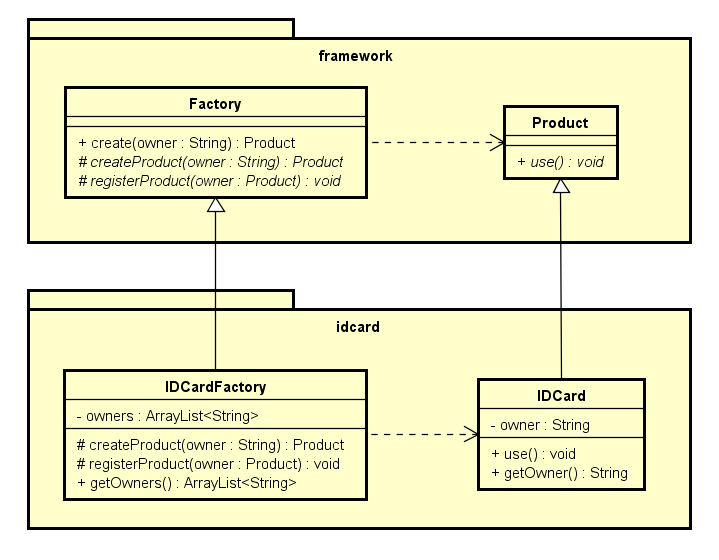 framework
Factory
+ create(owner : String) : Product
# createProduct(owner : String) : Product
# registerProduct(owner : Product) : void
Product
+ use() : void
idcard
IDCardFactory
- owners : ArrayList<String>
# createProduct(owner : String) : Product
# registerProduct(owner : Product) : void
+ getOwners() : ArrayList<String>
IDCard
- owner : String
+ use() : void
+ getOwner() : String